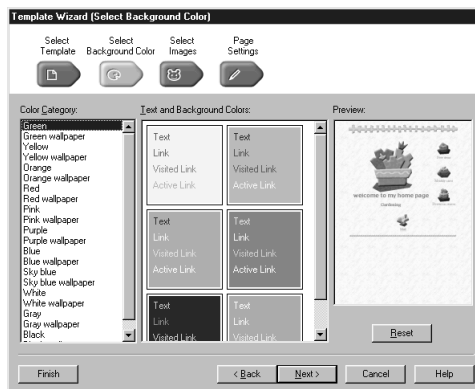 Template Wizard (Select Background Color)
Select Template
Select Background Color
Select Images
Page Settings
Color Category:
Text and Background Colors:
Preview:
Green
Green wallpaper
Yellow
Yellow wallpaper
Orange
Orange wallpaper
Red
Red wallpaper
Pink
Pink wallpaper
Purple
Purple wallpaper
Blue
Blue wallpaper
Sky blue
Sky blue wallpaper
White
White wallpaper
Gray
Gray wallpaper
Black
Text
Link
Visited Link
Active Link
Text
Link
Visited Link
Active Link
Text
Link
Visited Link
Active Link
Text
Link
Visited Link
Active Link
Text
Link
Visited Link
Text
Link
Visited Link
welcome to my home page
Gardening
Reset
Finish
< Back
Next >
Cancel
Help